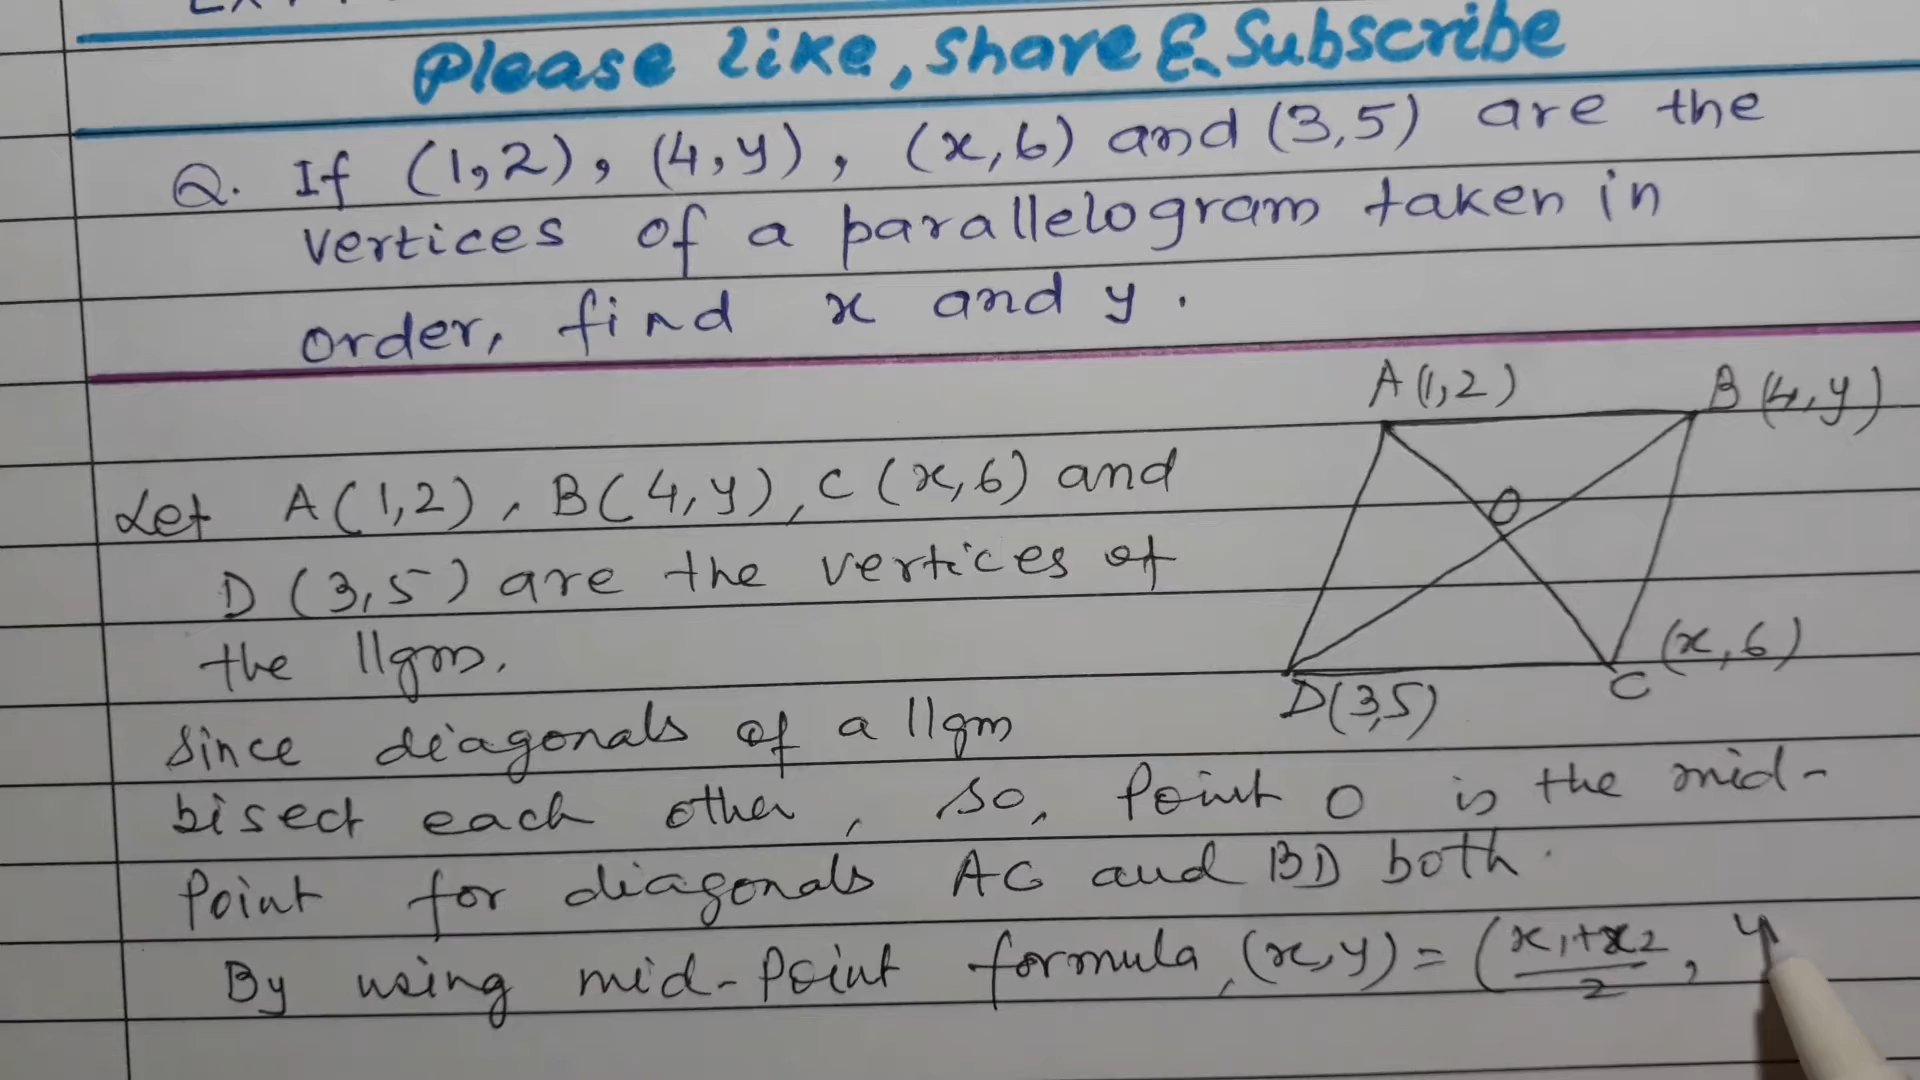 Please like, Share & Subscribe
Q. If (1,2), (4,y), (x,6) and (3,5) are the
vertices of a parallelogram taken in
order, find x and y.
A(1,2)
B(4,y)
Let A(1,2), B(4,y), C(x,6) and
O
D(3,5) are the vertices of
the ||gm.
(x,6)
D(3,5)
C
Since diagonals of a ||gm
bisect each other, so, Point O is the mid-
Point for diagonals AC and BD both.
By using mid-Point formula, (x,y) = (x1+x2/2, y